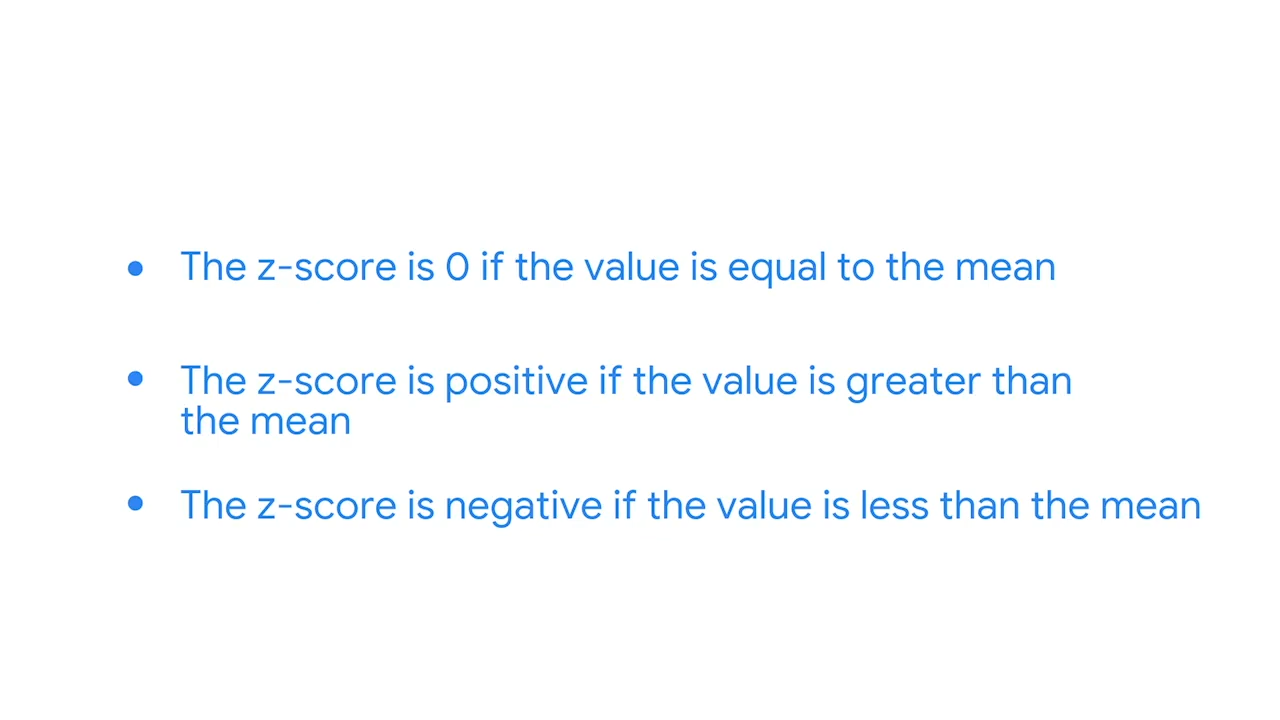 • The z-score is 0 if the value is equal to the mean
• The z-score is positive if the value is greater than
the mean
• The z-score is negative if the value is less than the mean